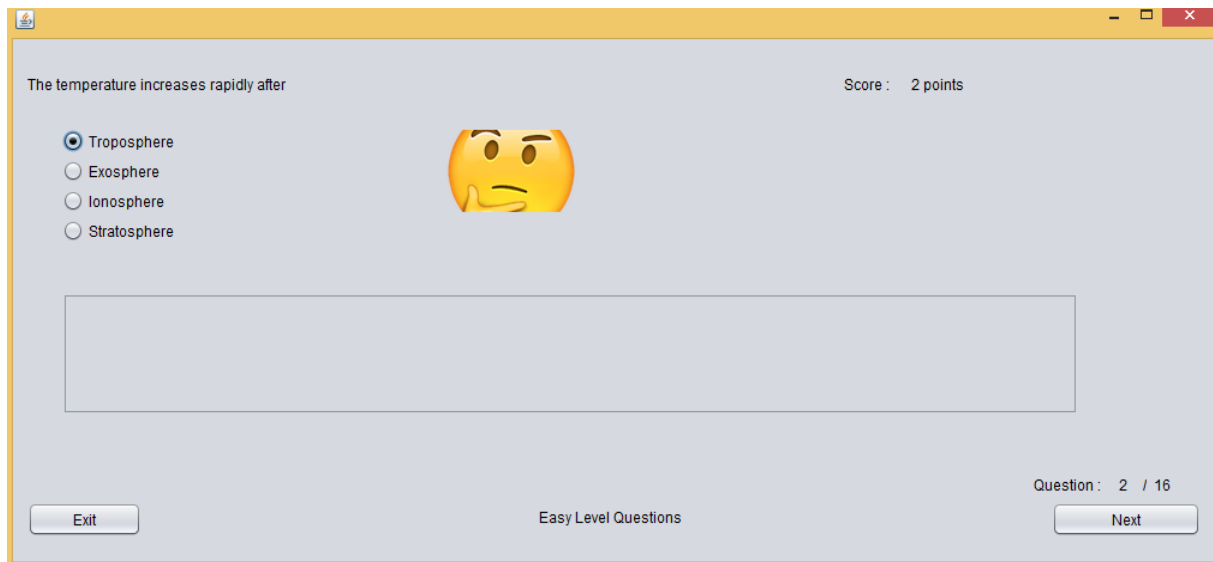 The temperature increases rapidly after
Score : 2 points
Troposphere
Exosphere
Ionosphere
Stratosphere
Question : 2 / 16
Exit
Easy Level Questions
Next